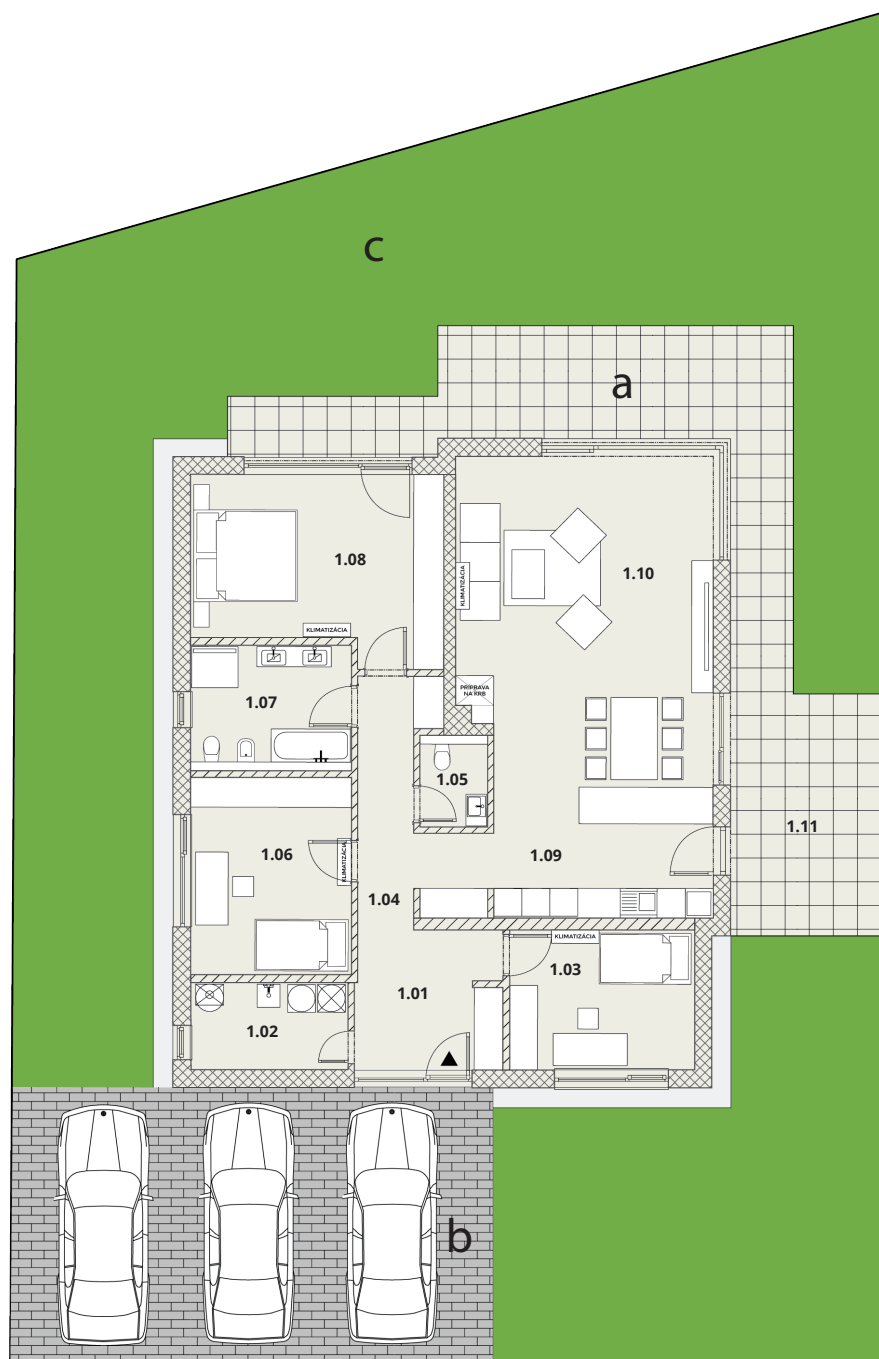 c
a
1.08
1.10
KLIMATIZÁCIA
KLIMATIZÁCIA
PRÍPRAVA
NA KRB
1.07
1.05
1.11
1.06
KLIMATIZÁCIA
1.09
1.04
KLIMATIZÁCIA
1.03
1.01
1.02
b